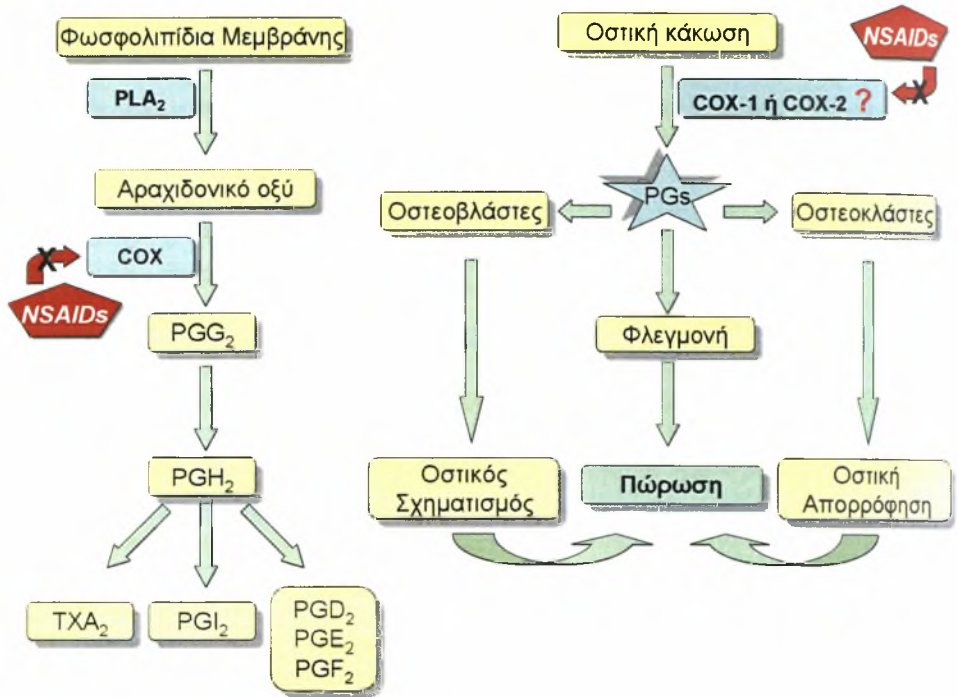 Φωσφολιπίδια Μεμβράνης
PLA₂
Αραχιδονικό οξύ
COX
NSAIDs
PGG₂
PGH₂
TXA₂
PGI₂
PGD₂
PGE₂
PGF₂
Οστική κάκωση
NSAIDs
COX-1 ή COX-2 ?
PGs
Οστεοβλάστες
Οστεοκλάστες
Φλεγμονή
Οστικός
Σχηματισμός
Πώρωση
Οστική
Απορρόφηση